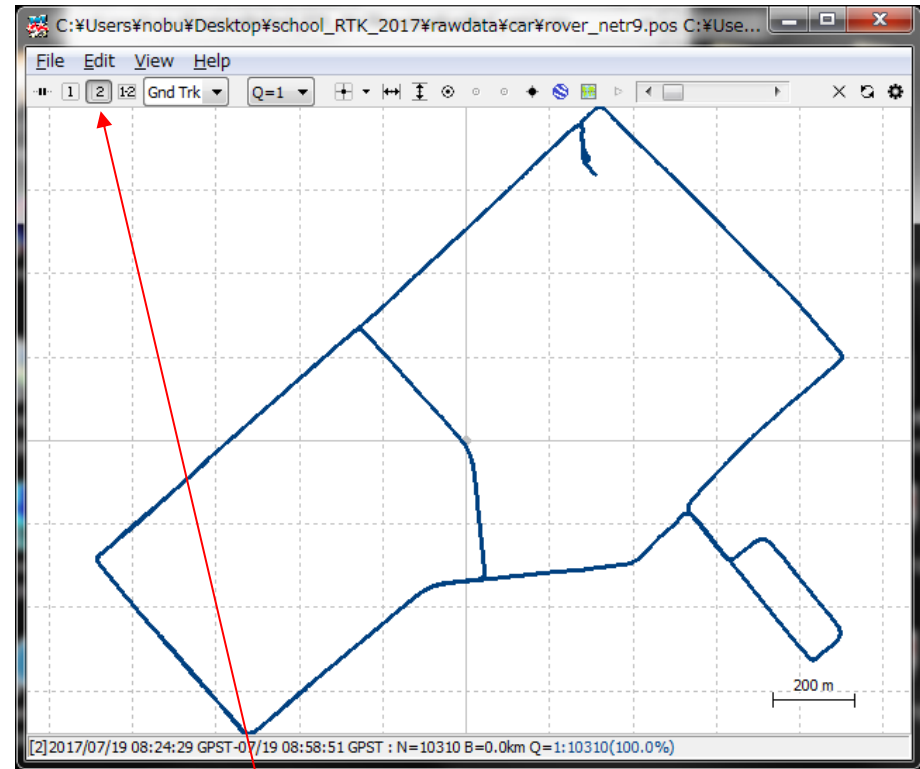 C:¥Users¥nobu¥Desktop¥school_RTK_2017¥rawdata¥car¥rover_netr9.pos C:¥Use...
File Edit View Help
1 2 1-2 Gnd Trk Q=1
200 m
[2]2017/07/19 08:24:29 GPST-07/19 08:58:51 GPST : N=10310 B=0.0km Q=1:10310(100.0%)